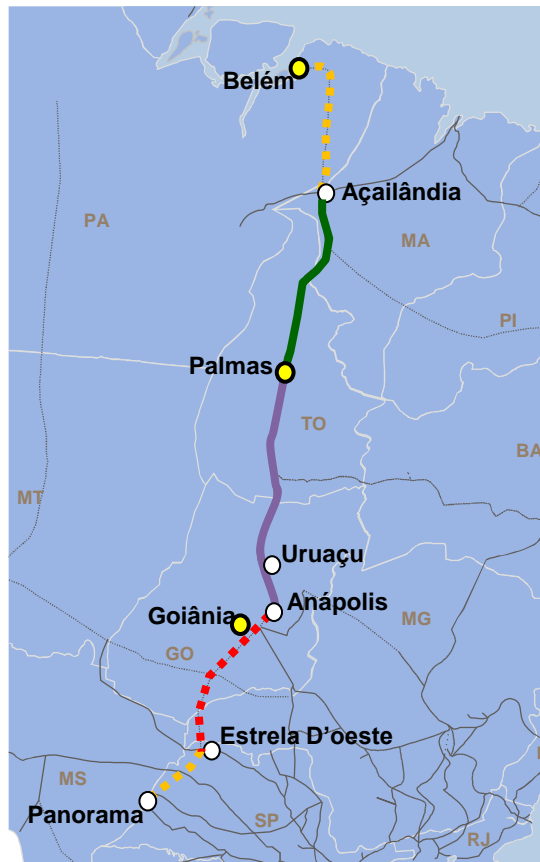 Belém
Açailândia
PA
MA
PI
Palmas
TO
BA
MT
Uruaçu
Anápolis
Goiânia
MG
GO
Estrela D’oeste
MS
Panorama
SP
RJ